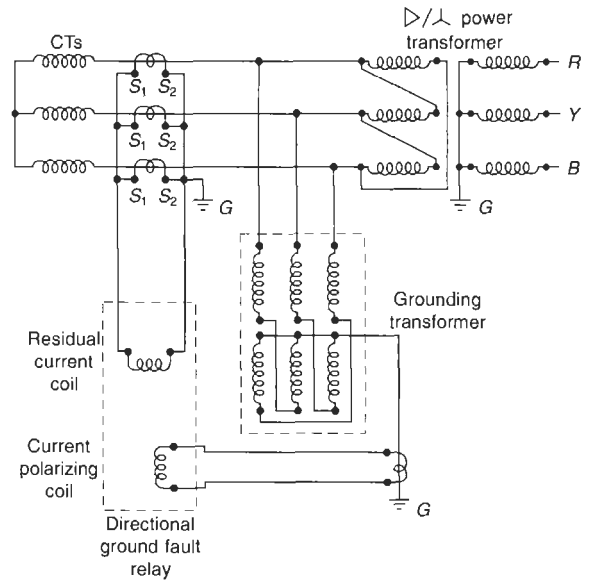 ▷/⅄ power
transformer
CTs
R
S₁ S₂
Y
S₁ S₂
B
S₁ S₂
G
G
Grounding
transformer
Residual
current
coil
Current
polarizing
coil
G
Directional
ground fault
relay